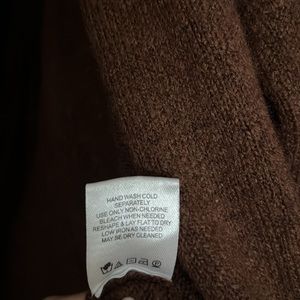 HAND WASH COLD
SEPARATELY
USE ONLY NON-CHLORINE
BLEACH WHEN NEEDED
RESHAPE & LAY FLAT TO DRY
LOW IRON AS NEEDED
MAY BE DRY CLEANED